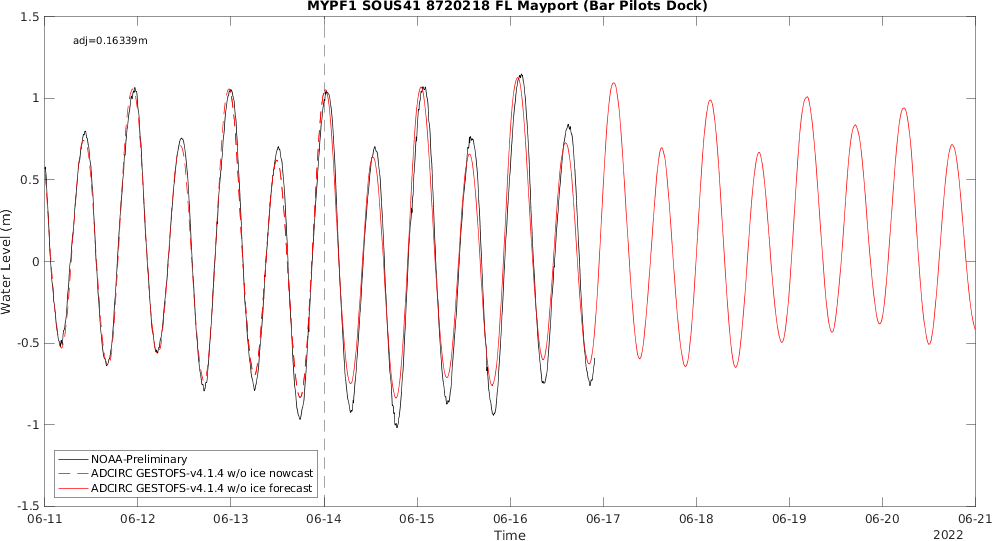 MYPF1 SOUS41 8720218 FL Mayport (Bar Pilots Dock)
adj=0.16339m
1.5
1
0.5
0
-0.5
-1
-1.5
Water Level (m)
NOAA-Preliminary
ADCIRC GESTOFS-v4.1.4 w/o ice nowcast
ADCIRC GESTOFS-v4.1.4 w/o ice forecast
06-11 06-12 06-13 06-14 06-15 06-16 06-17 06-18 06-19 06-20 06-21
Time
2022